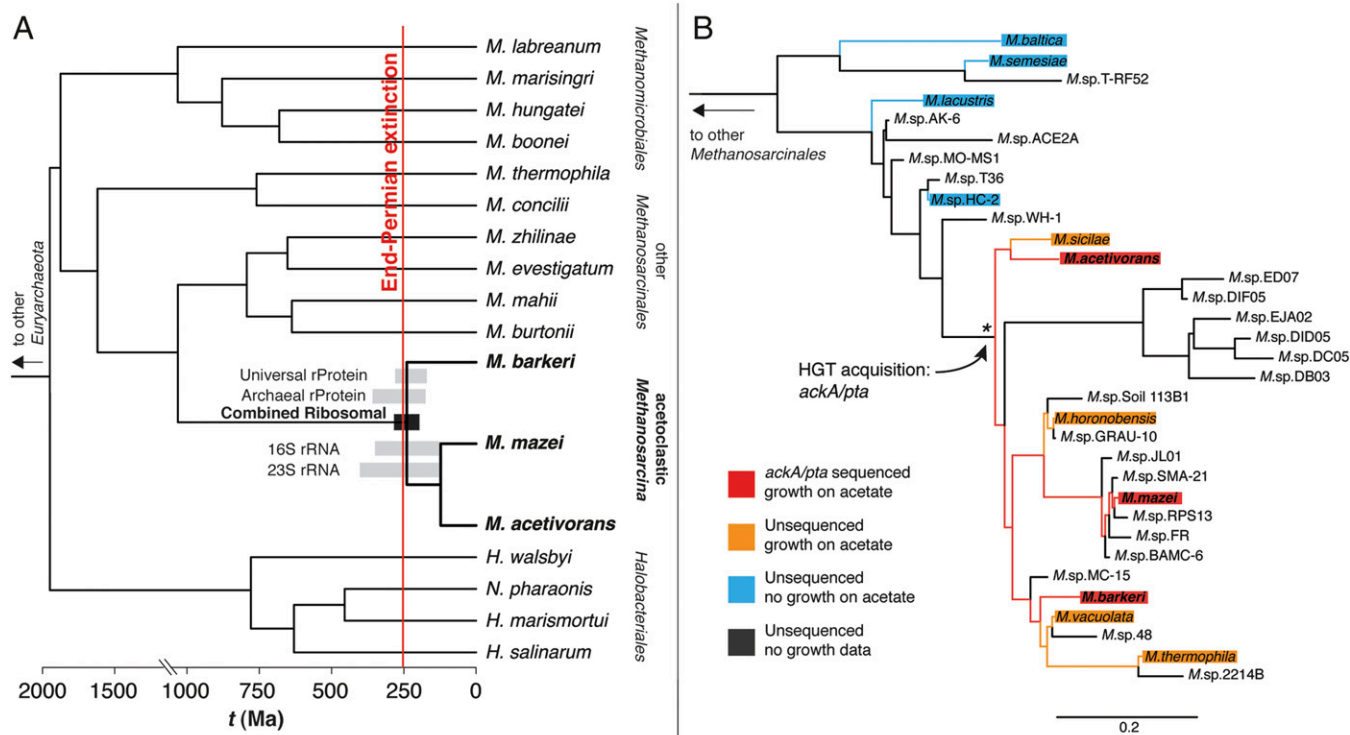 A
M. labreanum
M. marisingri
M. hungatei
M. boonei
M. thermophila
M. concilii
M. zhilinae
M. evestigatum
M. mahii
M. burtonii
M. barkeri
M. mazei
M. acetivorans
H. walsbyi
N. pharaonis
H. marismortui
H. salinarum
Methanomicrobiales
other
Methanosarcinales
acetoclastic
Methanosarcina
Halobacteriales
End-Permian extinction
to other
Euryarchaeota
Universal rProtein
Archaeal rProtein
Combined Ribosomal
16S rRNA
23S rRNA
2000 1000 750 500 250 0
t (Ma)
B
M.baltica
M.semesiae
M.sp.T-RF52
M.lacustris
M.sp.AK-6
M.sp.ACE2A
M.sp.MO-MS1
M.sp.T36
M.sp.HC-2
M.sp.WH-1
M.sicilae
M.acetivorans
M.sp.ED07
M.sp.DIF05
M.sp.EJA02
M.sp.DID05
M.sp.DC05
M.sp.DB03
M.sp.Soil 113B1
M.horonobensis
M.sp.GRAU-10
M.sp.JL01
M.sp.SMA-21
M.mazei
M.sp.RPS13
M.sp.FR
M.sp.BAMC-6
M.sp.MC-15
M.barkeri
M.vacuolata
M.sp.48
M.thermophila
M.sp.2214B
to other
Methanosarcinales
*
HGT acquisition:
ackA/pta
ackA/pta sequenced
growth on acetate
Unsequenced
growth on acetate
Unsequenced
no growth on acetate
Unsequenced
no growth data
0.2